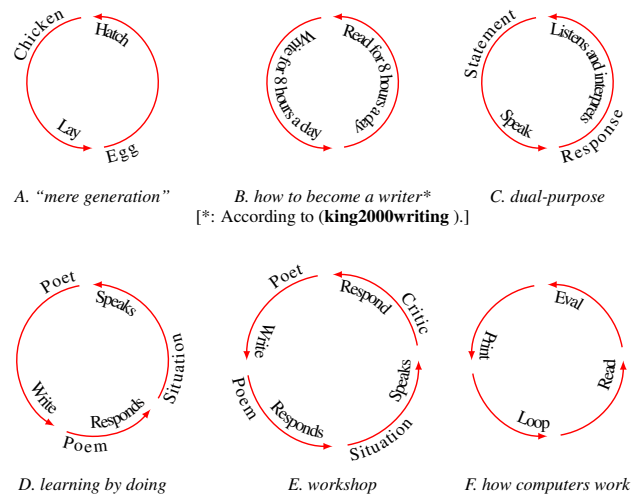 Chicken
Hatch
Lay
Egg
A. “mere generation”
Write for 8 hours a day
Read for 8 hours a day
B. how to become a writer*
[*: According to (king2000writing ).]
Statement
Listens and interprets
Speak
Response
C. dual-purpose
Poet
Speaks
Situation
Write
Responds
Poem
D. learning by doing
Poet
Respond
Critic
Write
Speaks
Poem
Responds
Situation
E. workshop
Eval
Print
Read
Loop
F. how computers work